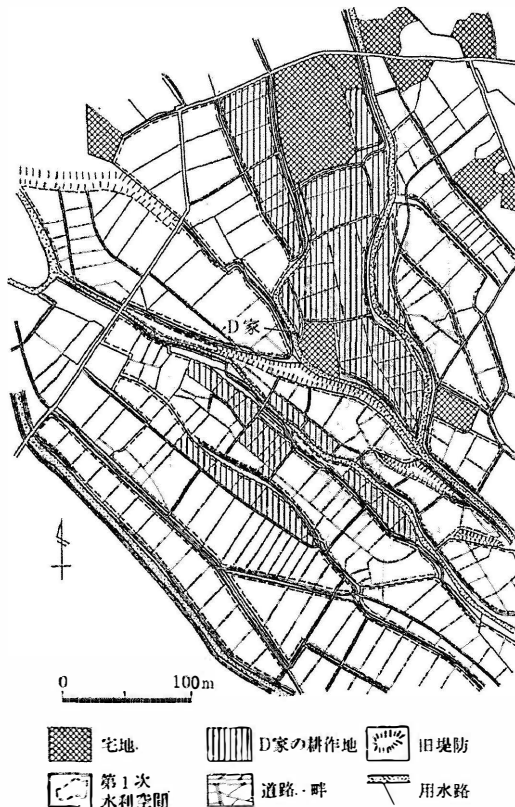 D家
0 100m
宅地
D家の耕作地
旧堤防
第1次
水利空間
道路・畔
用水路